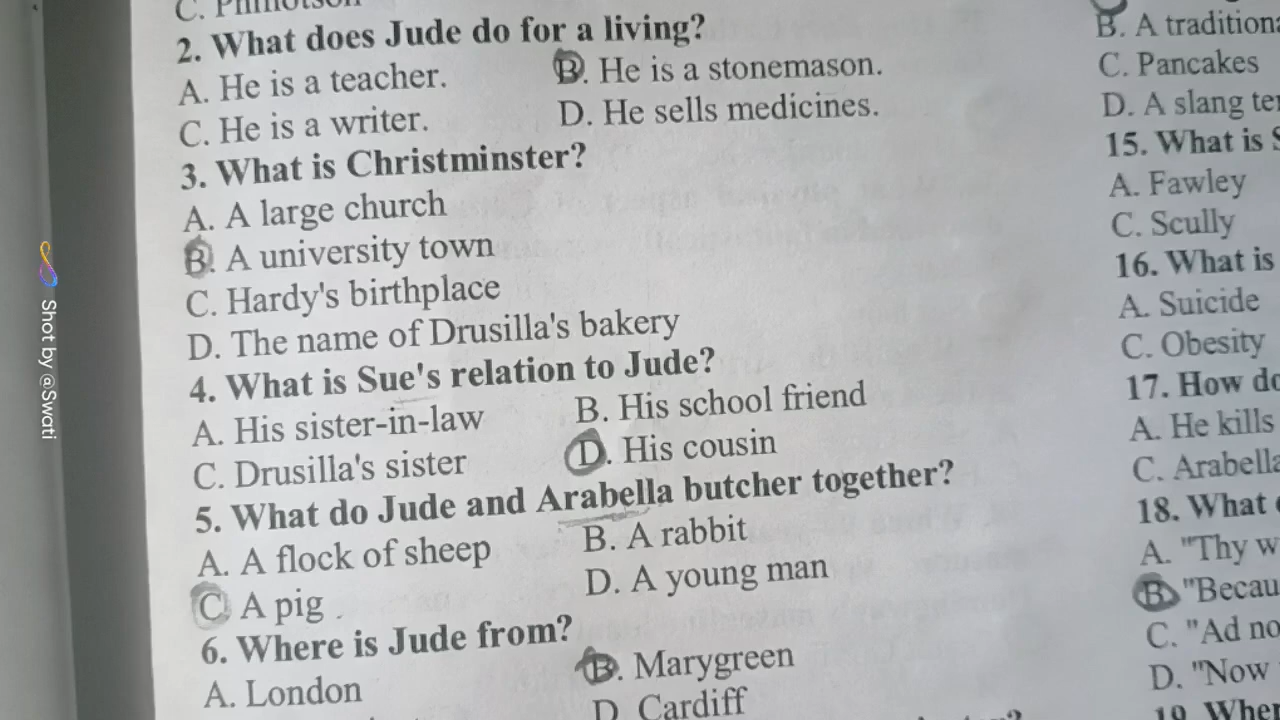 2. What does Jude do for a living?
A. He is a teacher. B. He is a stonemason.
C. He is a writer. D. He sells medicines.
3. What is Christminster?
A. A large church
B. A university town
C. Hardy's birthplace
D. The name of Drusilla's bakery
4. What is Sue's relation to Jude?
A. His sister-in-law B. His school friend
C. Drusilla's sister D. His cousin
5. What do Jude and Arabella butcher together?
A. A flock of sheep B. A rabbit
C. A pig D. A young man
6. Where is Jude from?
A. London B. Marygreen
D. Cardiff
B. A
C. Pancakes
D. A slang
15. What is
A. Fawley
C. Scully
16. What is
A. Suicide
C. Obesity
17. How
A. He kills
C.
18. What
A. "Thy
B. "Becau
C. "Ad
D. "Now
Shot by @Swati